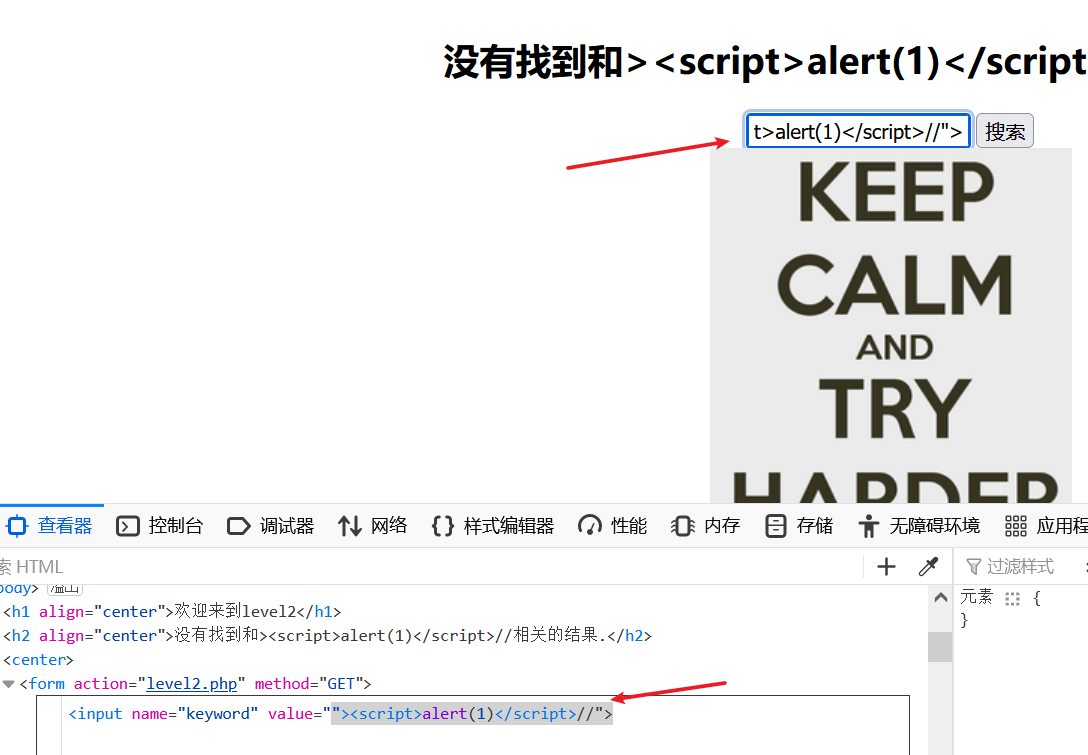 没有找到和><script>alert(1)</script
t>alert(1)</script>//">
搜索
KEEP
CALM
AND
TRY
HARDER
查看器 控制台 调试器 网络 样式编辑器 性能 内存 存储 无障碍环境 应用程
索 HTML
过滤样式
body> 溢出
<h1 align="center">欢迎来到level2</h1>
元素 {
<h2 align="center">没有找到和><script>alert(1)</script>//相关的结果.</h2>
}
<center>
<form action="level2.php" method="GET">
<input name="keyword" value=""><script>alert(1)</script>//">